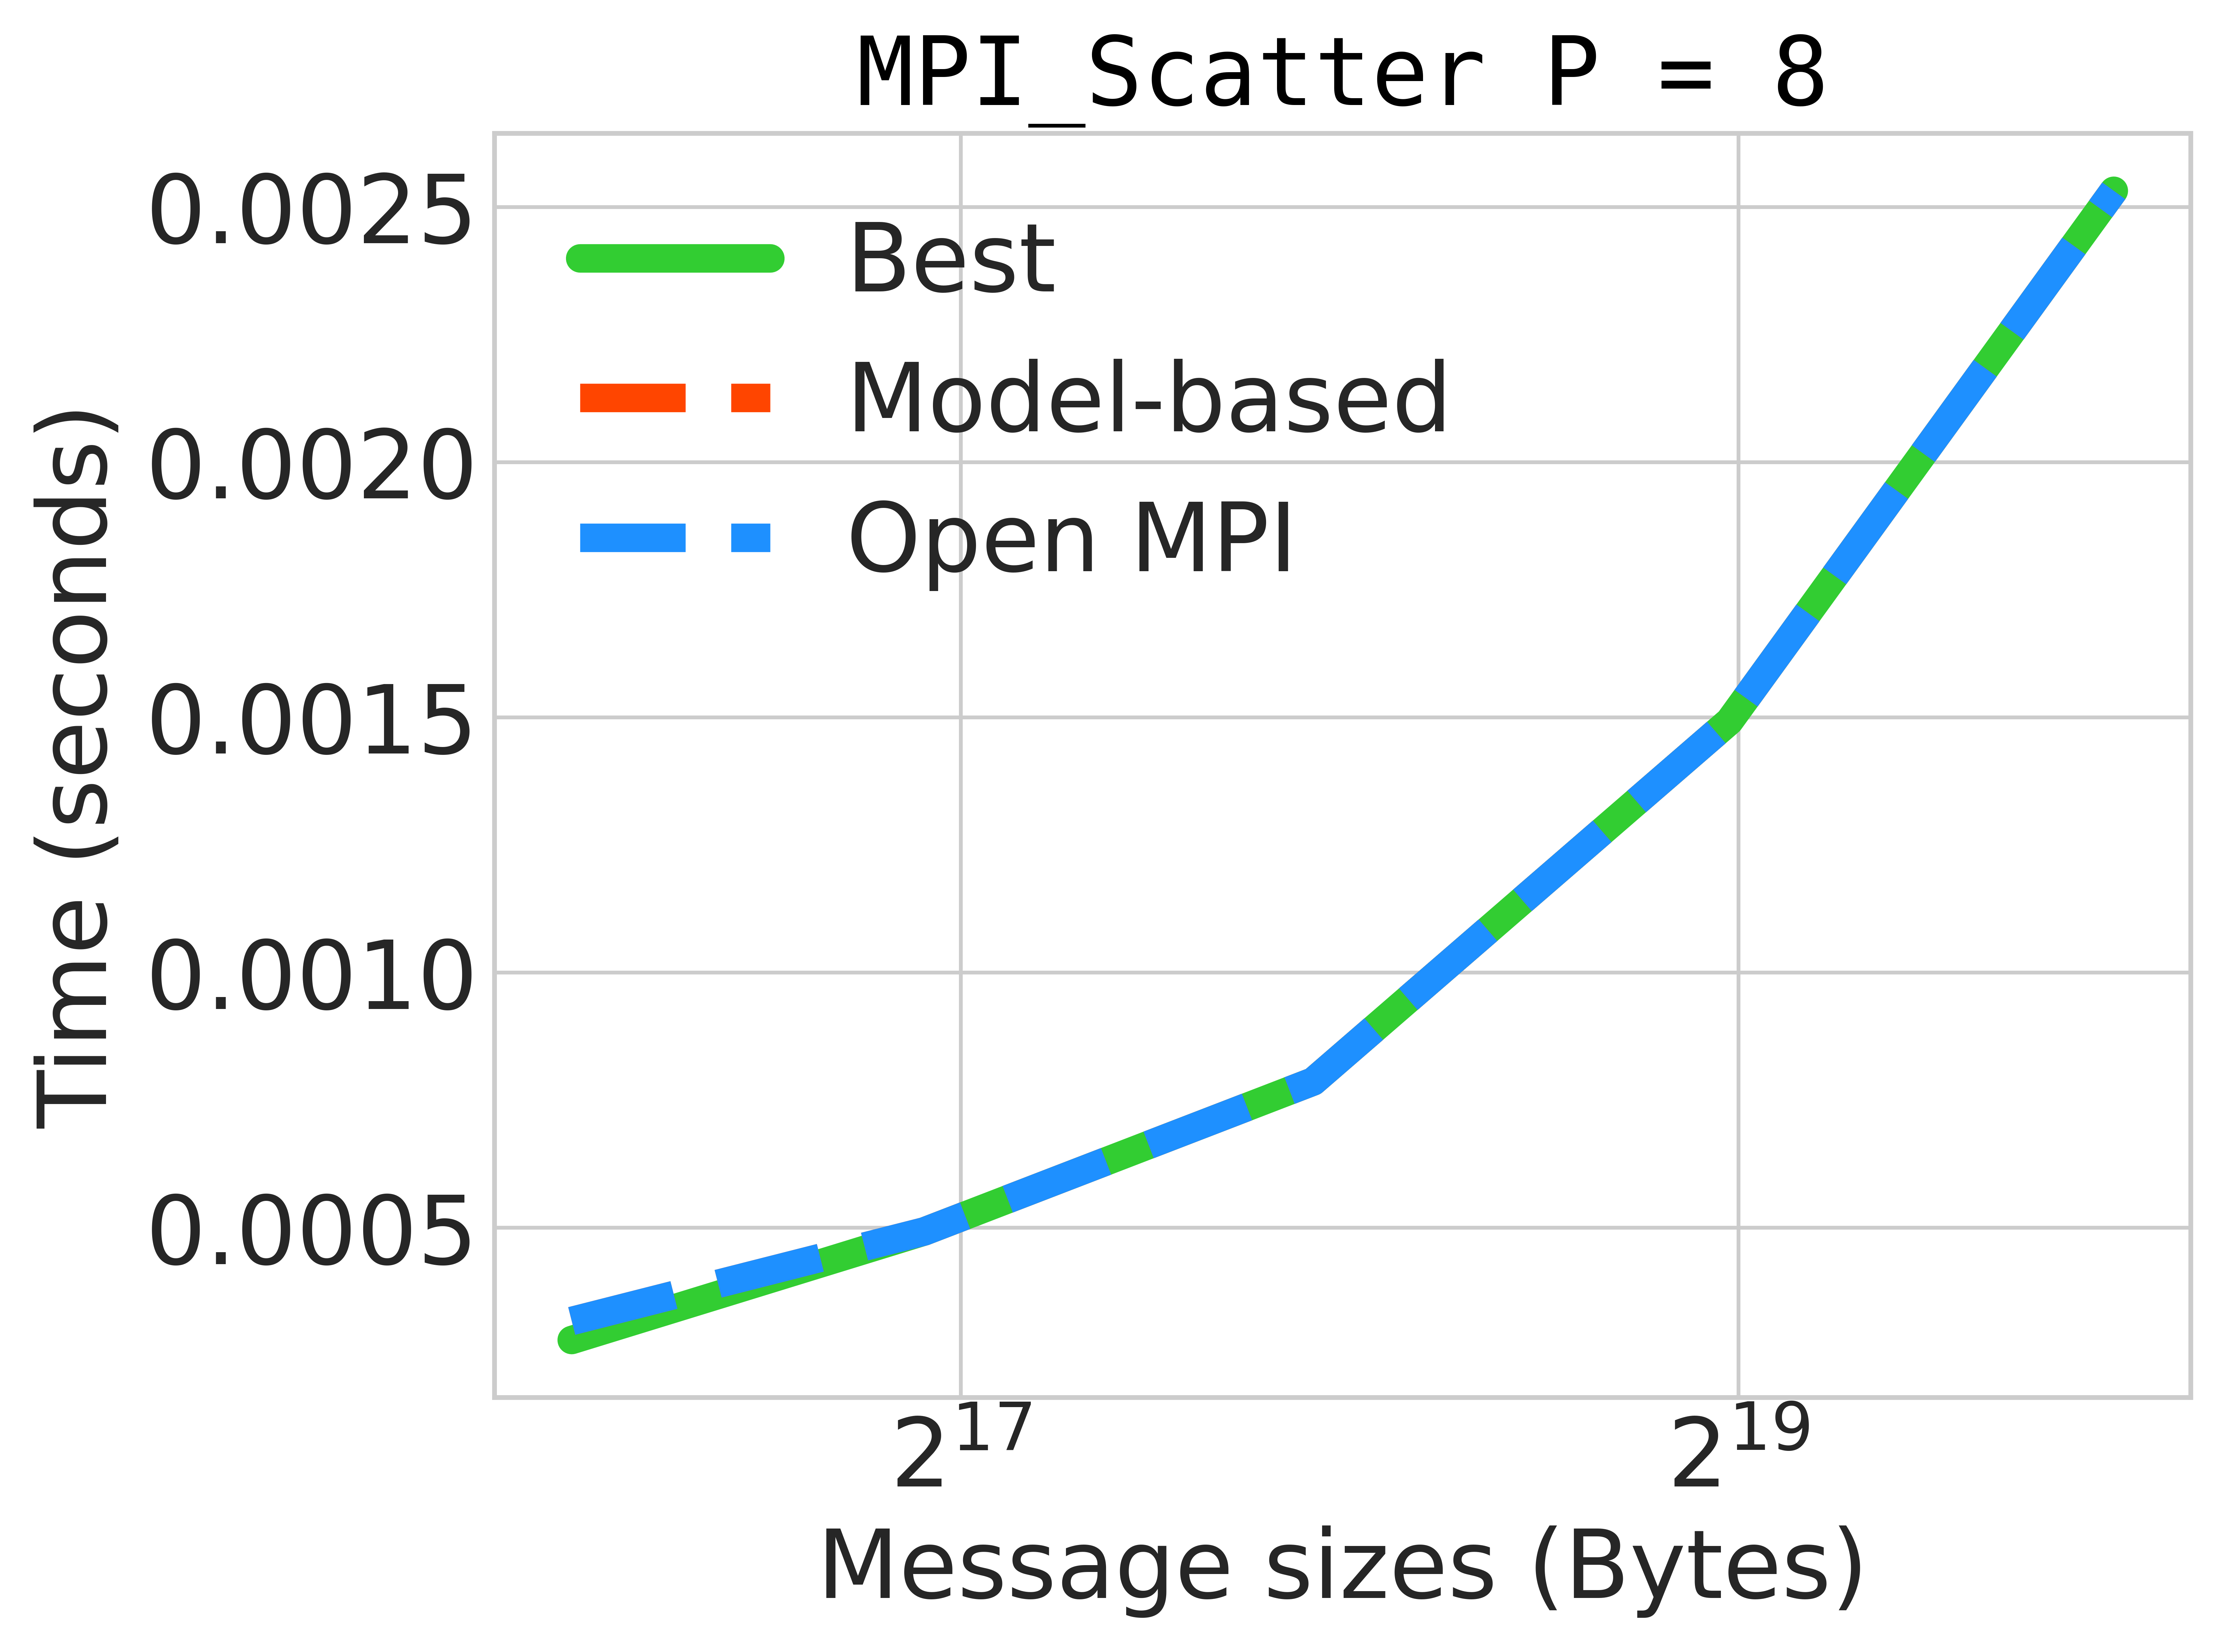 MPI_Scatter P = 8
0.0025
0.0020
0.0015
0.0010
0.0005
Time (seconds)
Best
Model-based
Open MPI
2^17
2^19
Message sizes (Bytes)